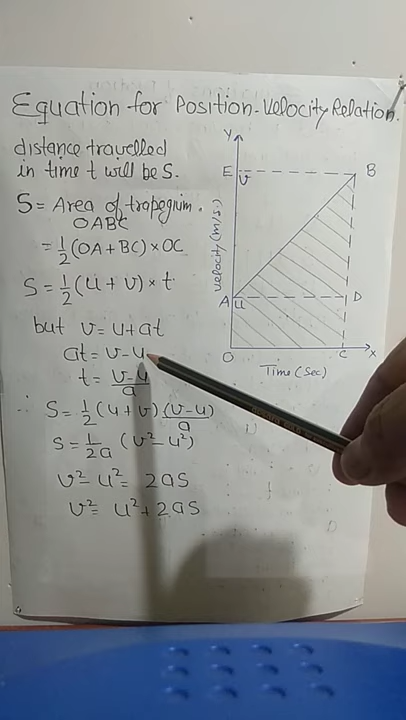 Equation for Position-Velocity Relation.
distance travelled
in time t will be S.
S = Area of trapegium.
OABC
= 1/2 (OA + BC) × OC
S = 1/2 (u + v) × t
but v = u + at
at = v - u
t = v - u / a
∴ S = 1/2 (u + v) (v - u) / a
S = 1/2a (v² - u²)
v² - u² = 2as
v² = u² + 2as
Y
E
v
B
Velocity (m/s)
A
u
D
O
C
X
Time (Sec)